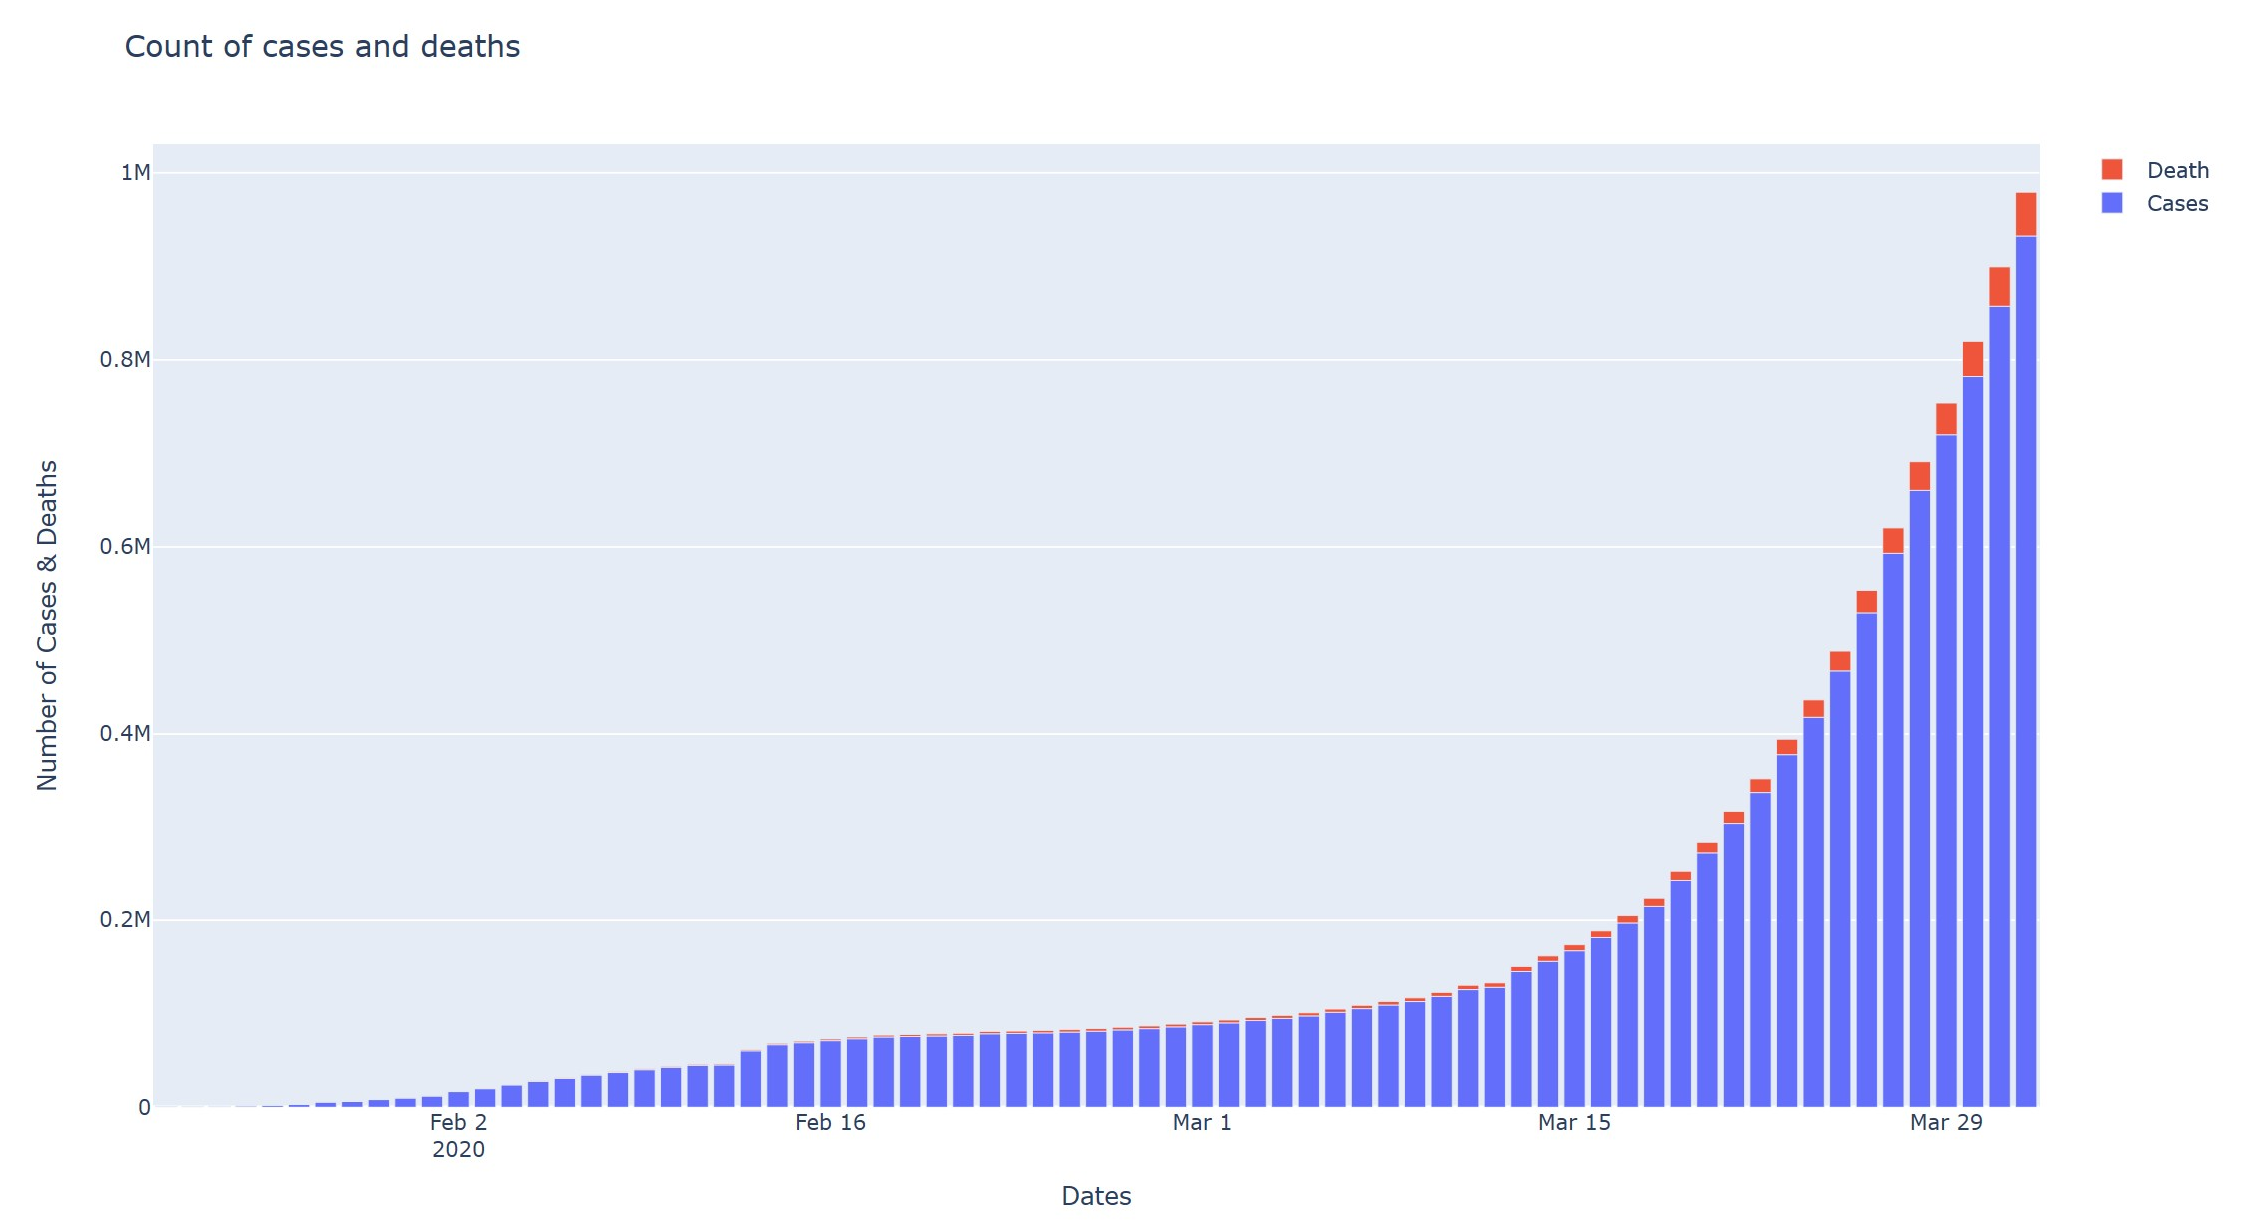 Count of cases and deaths
Death
Cases
Number of Cases & Deaths
1M
0.8M
0.6M
0.4M
0.2M
0
Feb 2
2020
Feb 16
Mar 1
Mar 15
Mar 29
Dates